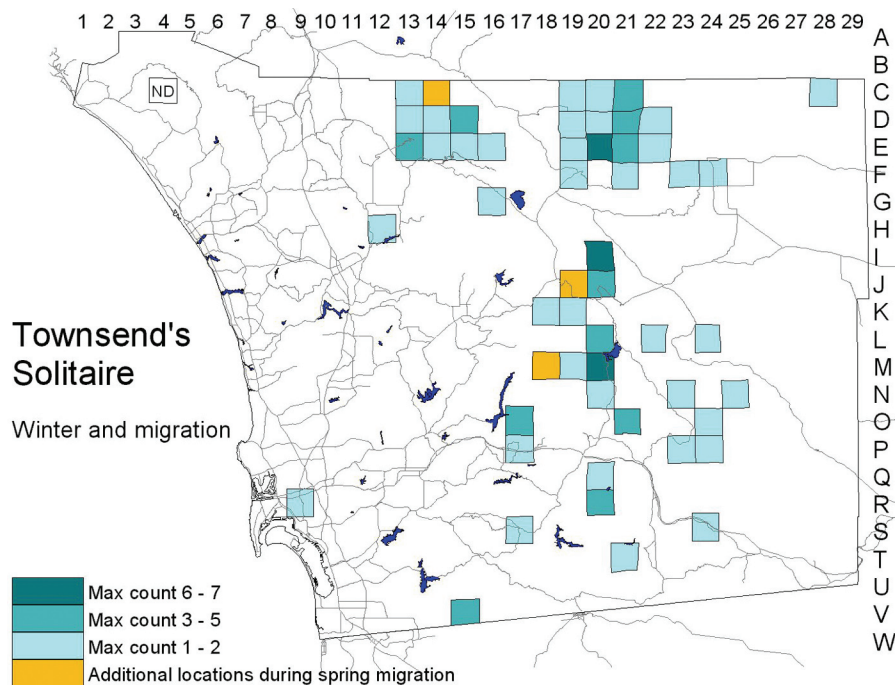 1 2 3 4 5 6 7 8 9 10 11 12 13 14 15 16 17 18 19 20 21 22 23 24 25 26 27 28 29
A
B
C
D
E
F
G
H
I
J
K
L
M
N
O
P
Q
R
S
T
U
V
W
ND
Townsend's
Solitaire
Winter and migration
Max count 6 - 7
Max count 3 - 5
Max count 1 - 2
Additional locations during spring migration